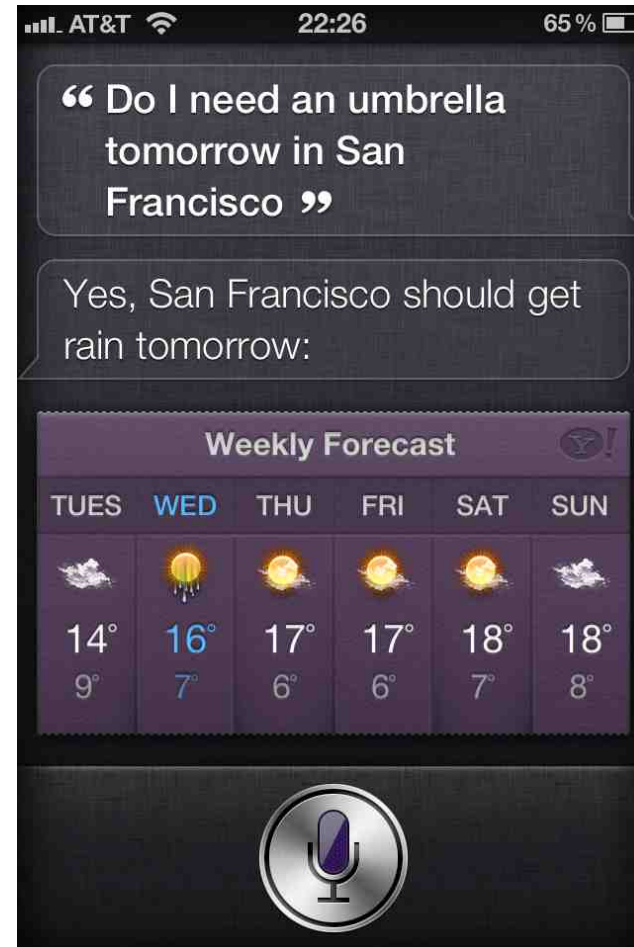 AT&T 22:26 65%
“ Do I need an umbrella
tomorrow in San
Francisco ”
Yes, San Francisco should get
rain tomorrow:
Weekly Forecast Y!
TUES WED THU FRI SAT SUN
14° 16° 17° 17° 18° 18°
9° 7° 6° 6° 7° 8°